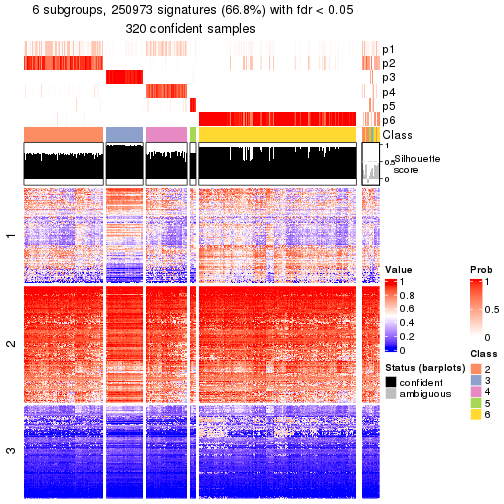 6 subgroups, 250973 signatures (66.8%) with fdr < 0.05
320 confident samples
p1
p2
p3
p4
p5
p6
Class
1
0.5
0
Silhouette
score
1
2
3
Value
1
0.8
0.6
0.4
0.2
0
Status (barplots)
confident
ambiguous
Prob
1
0.5
0
Class
2
3
4
5
6